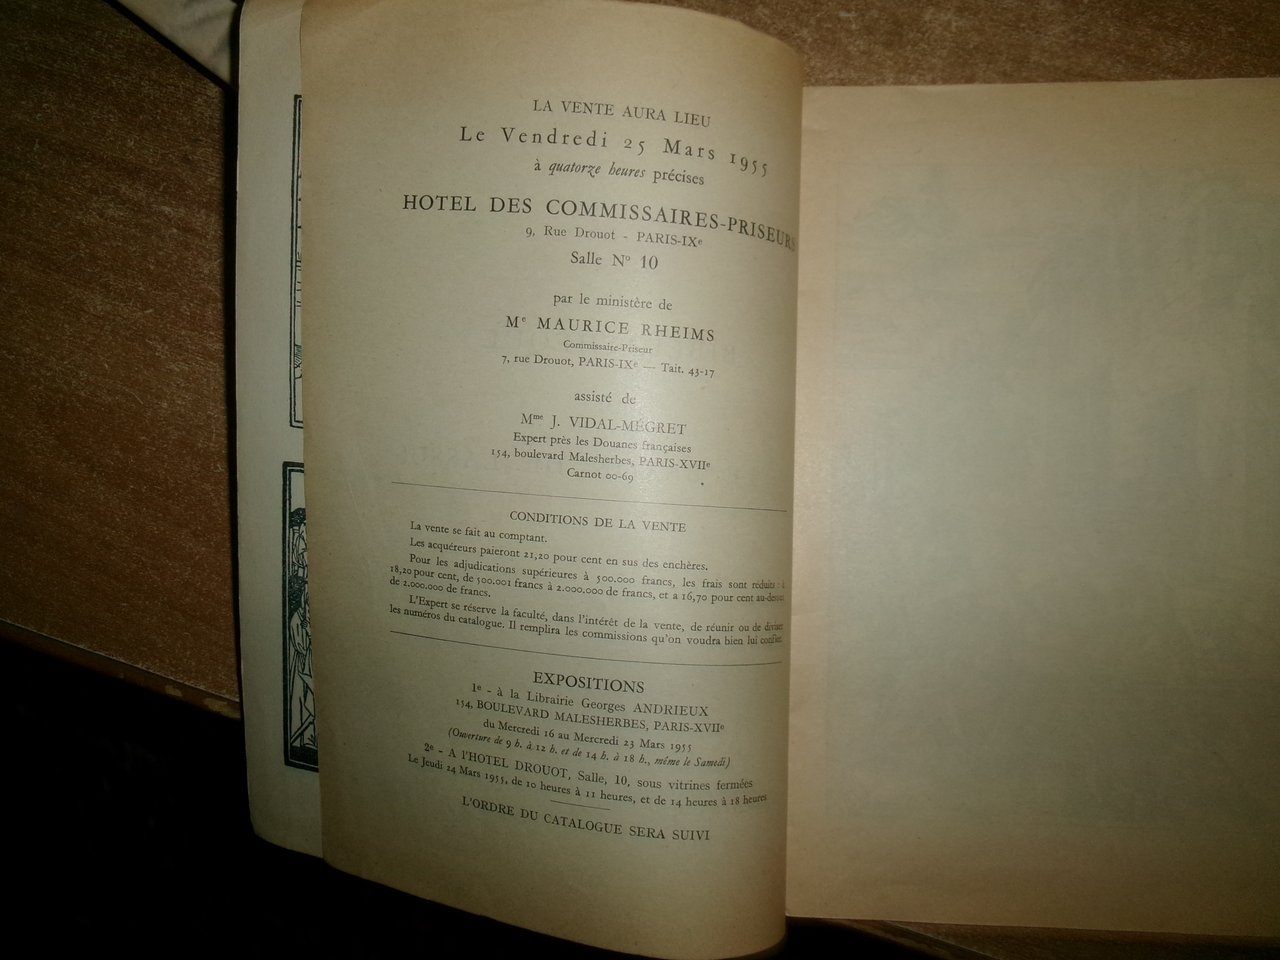 LA VENTE AURA LIEU
Le Vendredi 25 Mars 1955
à quatorze heures précises
HOTEL DES COMMISSAIRES-PRISEURS
9, Rue Drouot - PARIS-IXe
Salle No 10
par le ministère de
Me MAURICE RHEIMS
Commissaire-Priseur
7, rue Drouot, PARIS-IXe — Tait. 43-17
assisté de
Mme J. VIDAL-MÉGRET
Expert près les Douanes françaises
154, boulevard Malesherbes, PARIS-XVIIe
Carnot 00-69
CONDITIONS DE LA VENTE
La vente se fait au comptant.
Les acquéreurs paieront 21,20 pour cent en sus des enchères.
Pour les adjudications supérieures à 500.000 francs, les frais sont réduits : à
18,20 pour cent, de 500.001 francs à 2.000.000 de francs, et a 16,70 pour cent au-dessus
de 2.000.000 de francs.
L'Expert se réserve la faculté, dans l'intérêt de la vente, de réunir ou de diviser
les numéros du catalogue. Il remplira les commissions qu'on voudra bien lui confier.
EXPOSITIONS
1e - à la Librairie Georges ANDRIEUX
154, BOULEVARD MALESHERBES, PARIS-XVIIe
du Mercredi 16 au Mercredi 23 Mars 1955
(Ouverture de 9 h. à 12 h. et de 14 h. à 18 h., même le Samedi)
2e - A l'HOTEL DROUOT, Salle, 10, sous vitrines fermées
Le Jeudi 24 Mars 1955, de 10 heures à 11 heures, et de 14 heures à 18 heures
L'ORDRE DU CATALOGUE SERA SUIVI